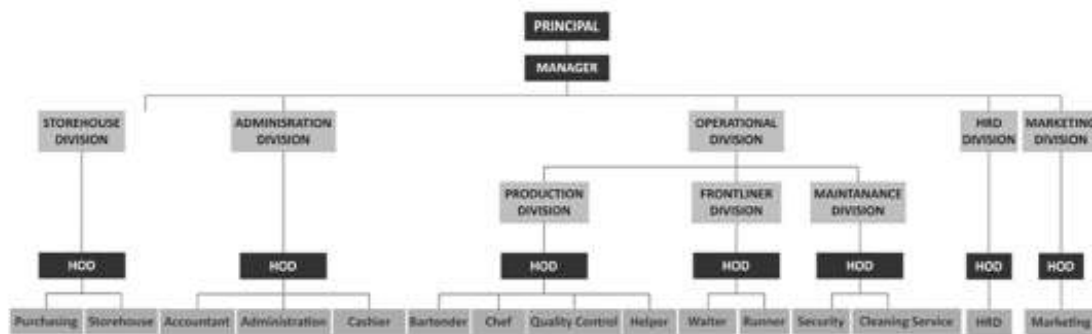 PRINCIPAL
MANAGER
STOREHOUSE
DIVISION
ADMINISRATION
DIVISION
OPERATIONAL
DIVISION
HRD
DIVISION
MARKETING
DIVISION
PRODUCTION
DIVISION
FRONTLINER
DIVISION
MAINTANANCE
DIVISION
HOD
HOD
HOD
HOD
HOD
HOD
HOD
Purchasing
Storehouse
Accountant
Administration
Cashier
Bartender
Chef
Quality Control
Helper
Waiter
Runner
Security
Cleaning Service
HRD
Marketing